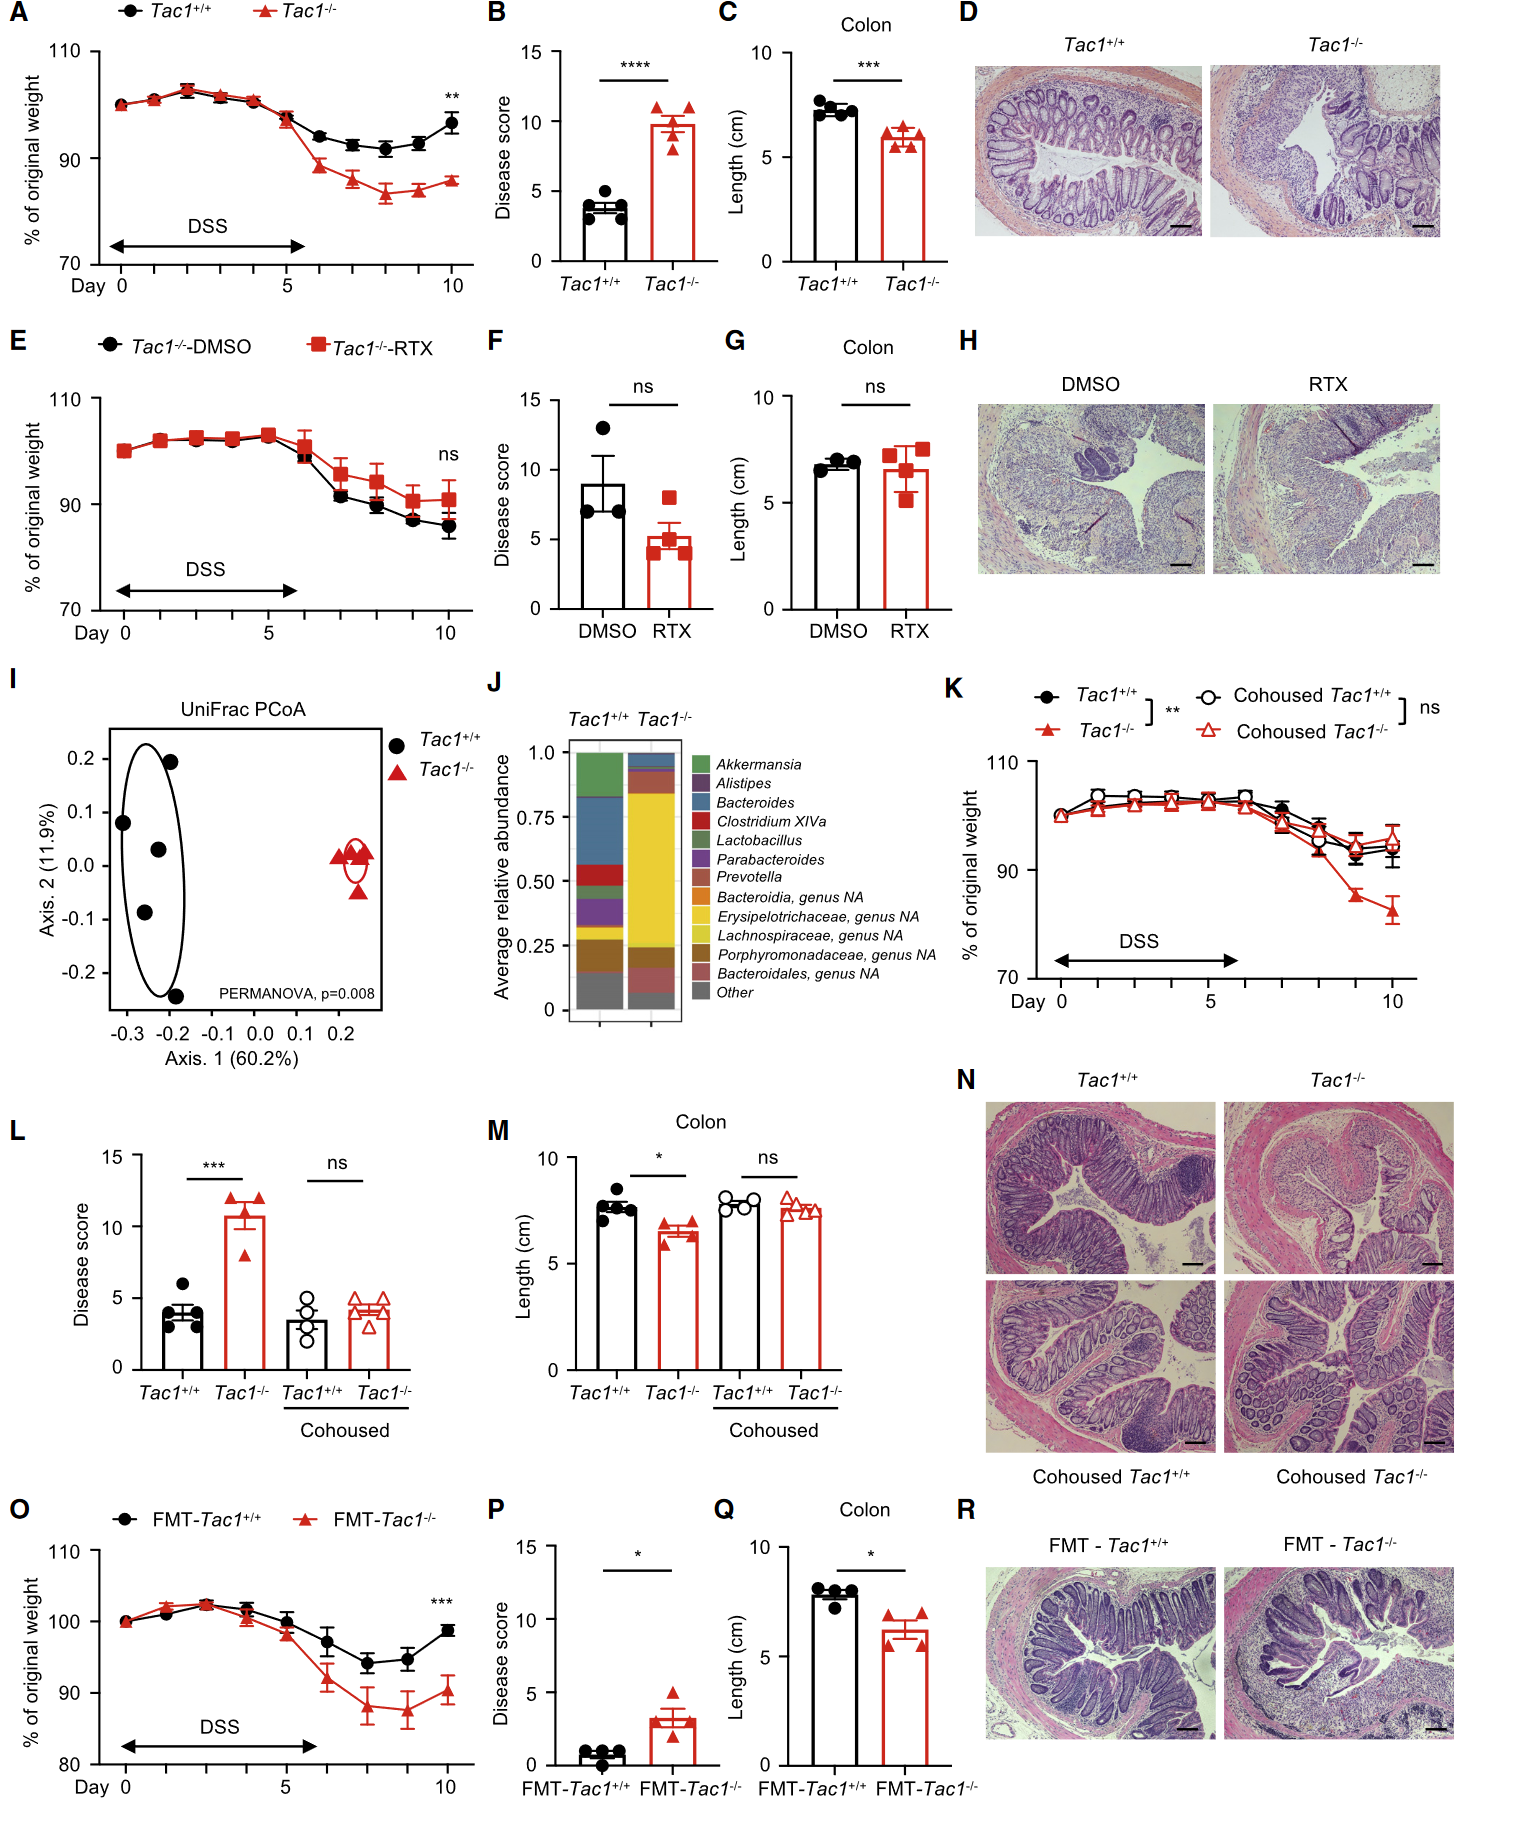 A
Tac1+/+
Tac1-/-
110
90
70
% of original weight
DSS
**
Day
0
5
10
B
15
10
5
0
Disease score
****
Tac1+/+
Tac1-/-
C
Colon
10
5
0
Length (cm)
***
Tac1+/+
Tac1-/-
D
Tac1+/+
Tac1-/-
E
Tac1-/--DMSO
Tac1-/--RTX
110
90
70
% of original weight
ns
DSS
Day
0
5
10
F
ns
15
10
5
0
Disease score
DMSO
RTX
G
Colon
ns
10
5
0
Length (cm)
DMSO
RTX
H
DMSO
RTX
I
UniFrac PCoA
Tac1+/+
Tac1-/-
0.2
0.1
0.0
-0.1
-0.2
Axis. 2 (11.9%)
PERMANOVA, p=0.008
-0.3
-0.2
-0.1
0.0
0.1
0.2
Axis. 1 (60.2%)
J
Tac1+/+
Tac1-/-
1.0
0.75
0.50
0.25
0
Average relative abundance
Akkermansia
Alistipes
Bacteroides
Clostridium XIVa
Lactobacillus
Parabacteroides
Prevotella
Bacteroidia, genus NA
Erysipelotrichaceae, genus NA
Lachnospiraceae, genus NA
Porphyromonadaceae, genus NA
Bacteroidales, genus NA
Other
K
Tac1+/+
Tac1-/-
**
Cohoused Tac1+/+
Cohoused Tac1-/-
ns
110
90
70
% of original weight
DSS
Day
0
5
10
L
15
10
5
0
Disease score
***
ns
Tac1+/+
Tac1-/-
Tac1+/+
Tac1-/-
Cohoused
M
Colon
10
5
0
Length (cm)
*
ns
Tac1+/+
Tac1-/-
Tac1+/+
Tac1-/-
Cohoused
N
Tac1+/+
Tac1-/-
Cohoused Tac1+/+
Cohoused Tac1-/-
O
FMT-Tac1+/+
FMT-Tac1-/-
110
100
90
80
% of original weight
***
DSS
Day
0
5
10
P
15
10
5
0
Disease score
*
FMT-Tac1+/+
FMT-Tac1-/-
Q
Colon
10
5
0
Length (cm)
*
FMT-Tac1+/+
FMT-Tac1-/-
R
FMT - Tac1+/+
FMT - Tac1-/-